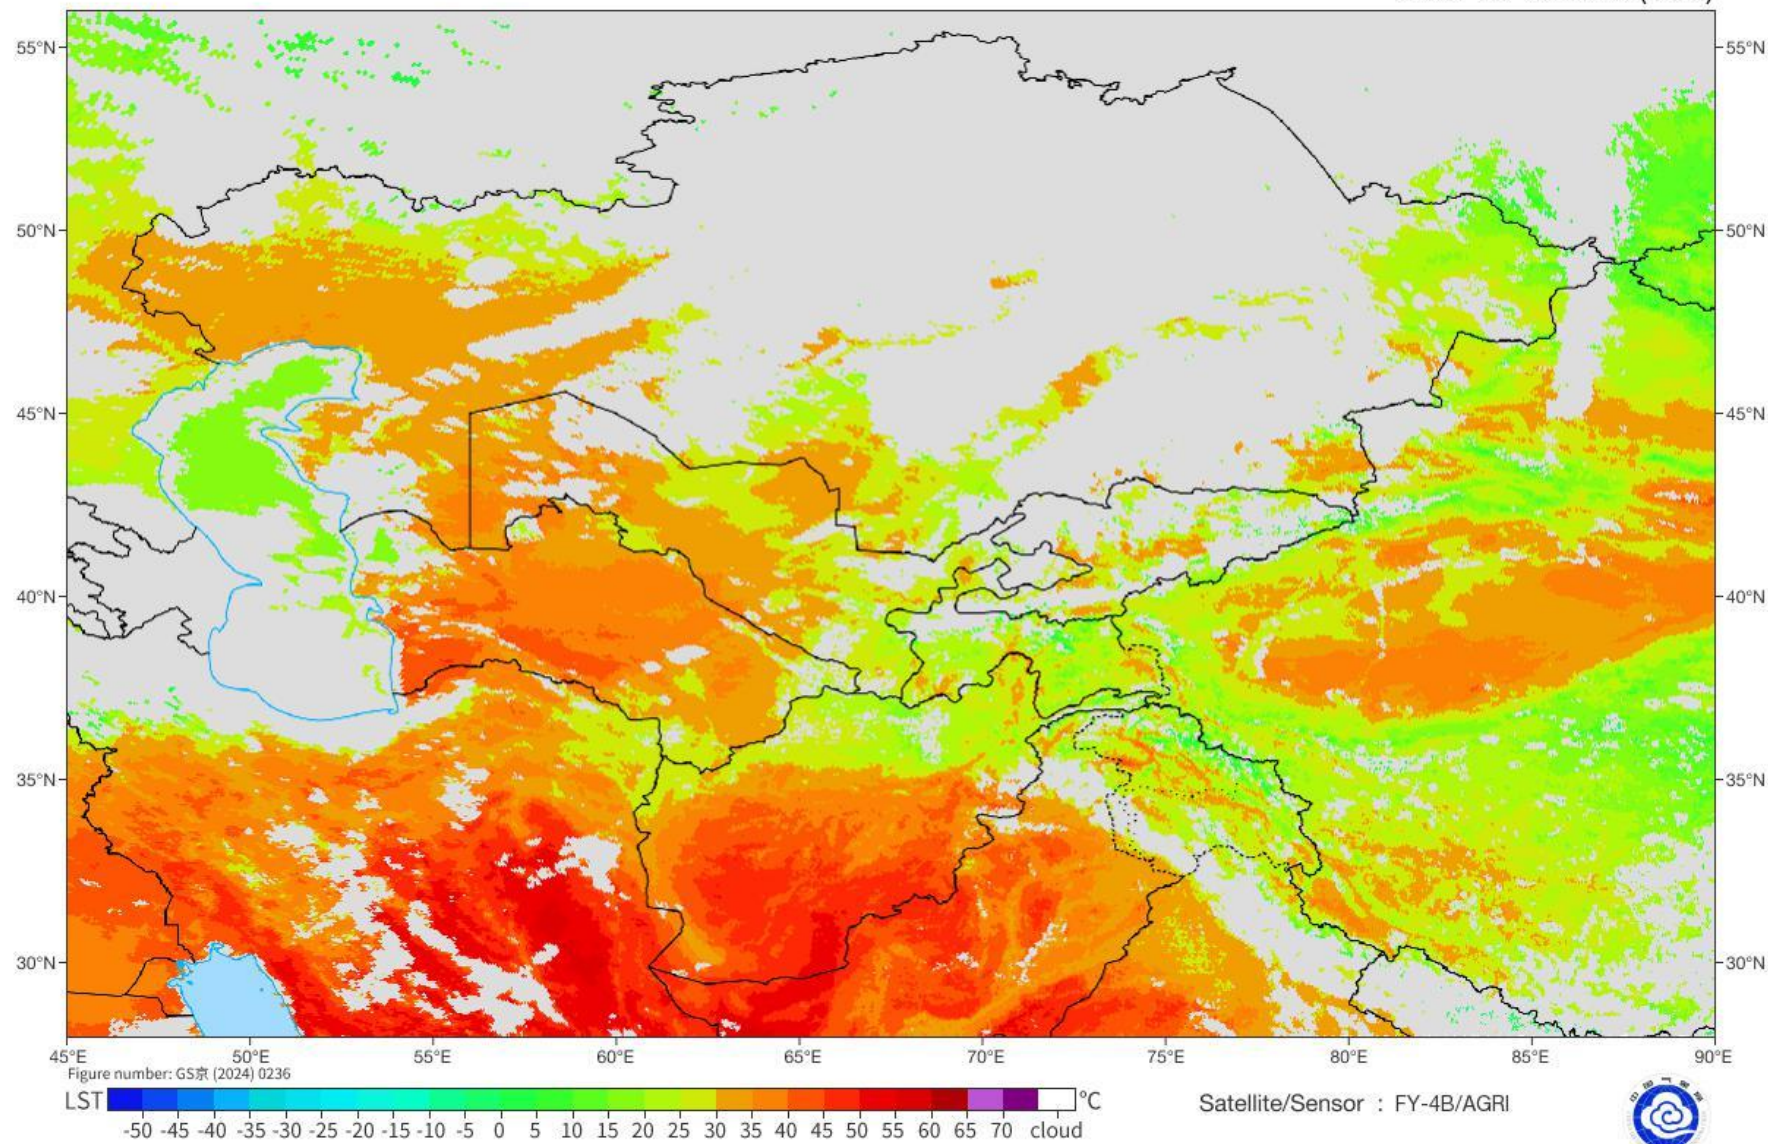 55°N 55°N
50°N 50°N
45°N 45°N
40°N 40°N
35°N 35°N
30°N 30°N
45°E 50°E 55°E 60°E 65°E 70°E 75°E 80°E 85°E 90°E
Figure number: GS京 (2024) 0236
LST °C
-50 -45 -40 -35 -30 -25 -20 -15 -10 -5 0 5 10 15 20 25 30 35 40 45 50 55 60 65 70 cloud
Satellite/Sensor : FY-4B/AGRI